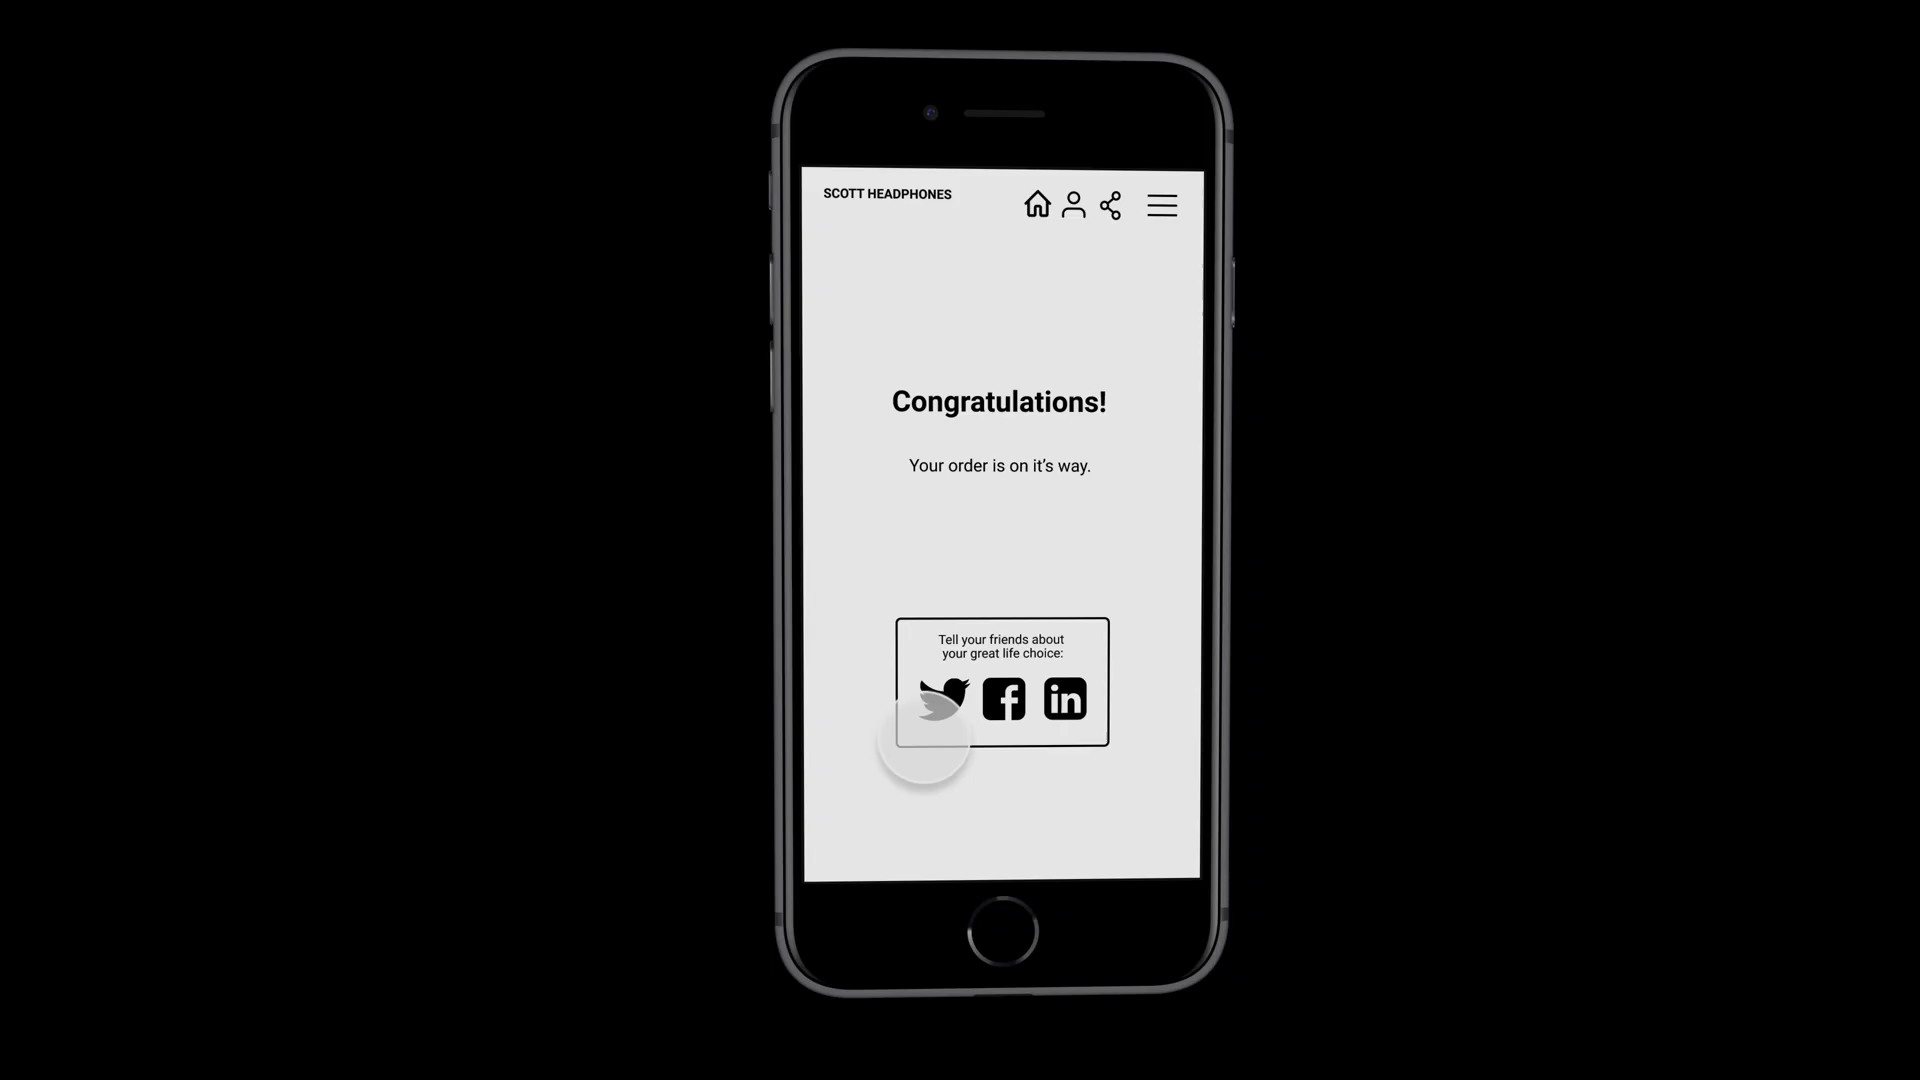 SCOTT HEADPHONES
Congratulations!
Your order is on it’s way.
Tell your friends about
your great life choice: